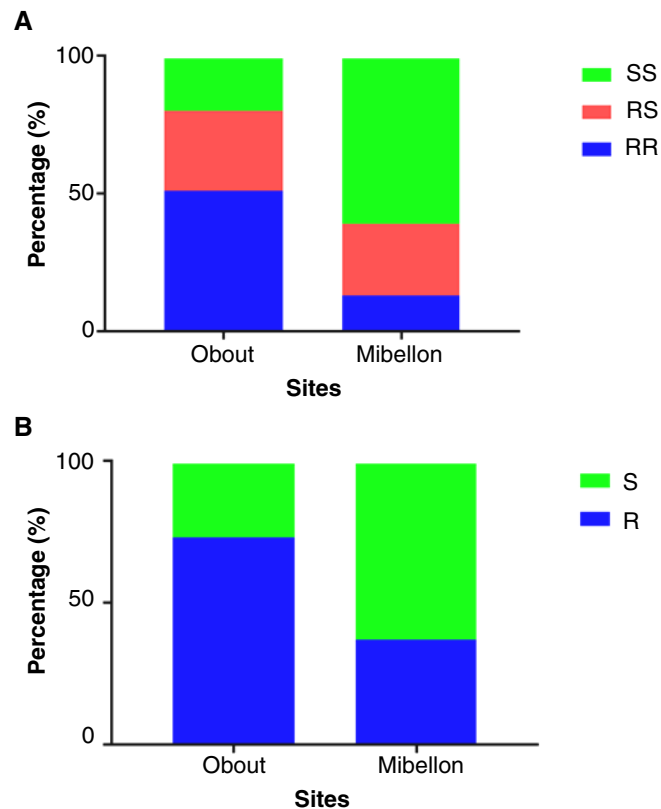 A
Percentage (%)
100
50
0
Obout
Mibellon
Sites
SS
RS
RR
B
Percentage (%)
100
50
0
Obout
Mibellon
Sites
S
R